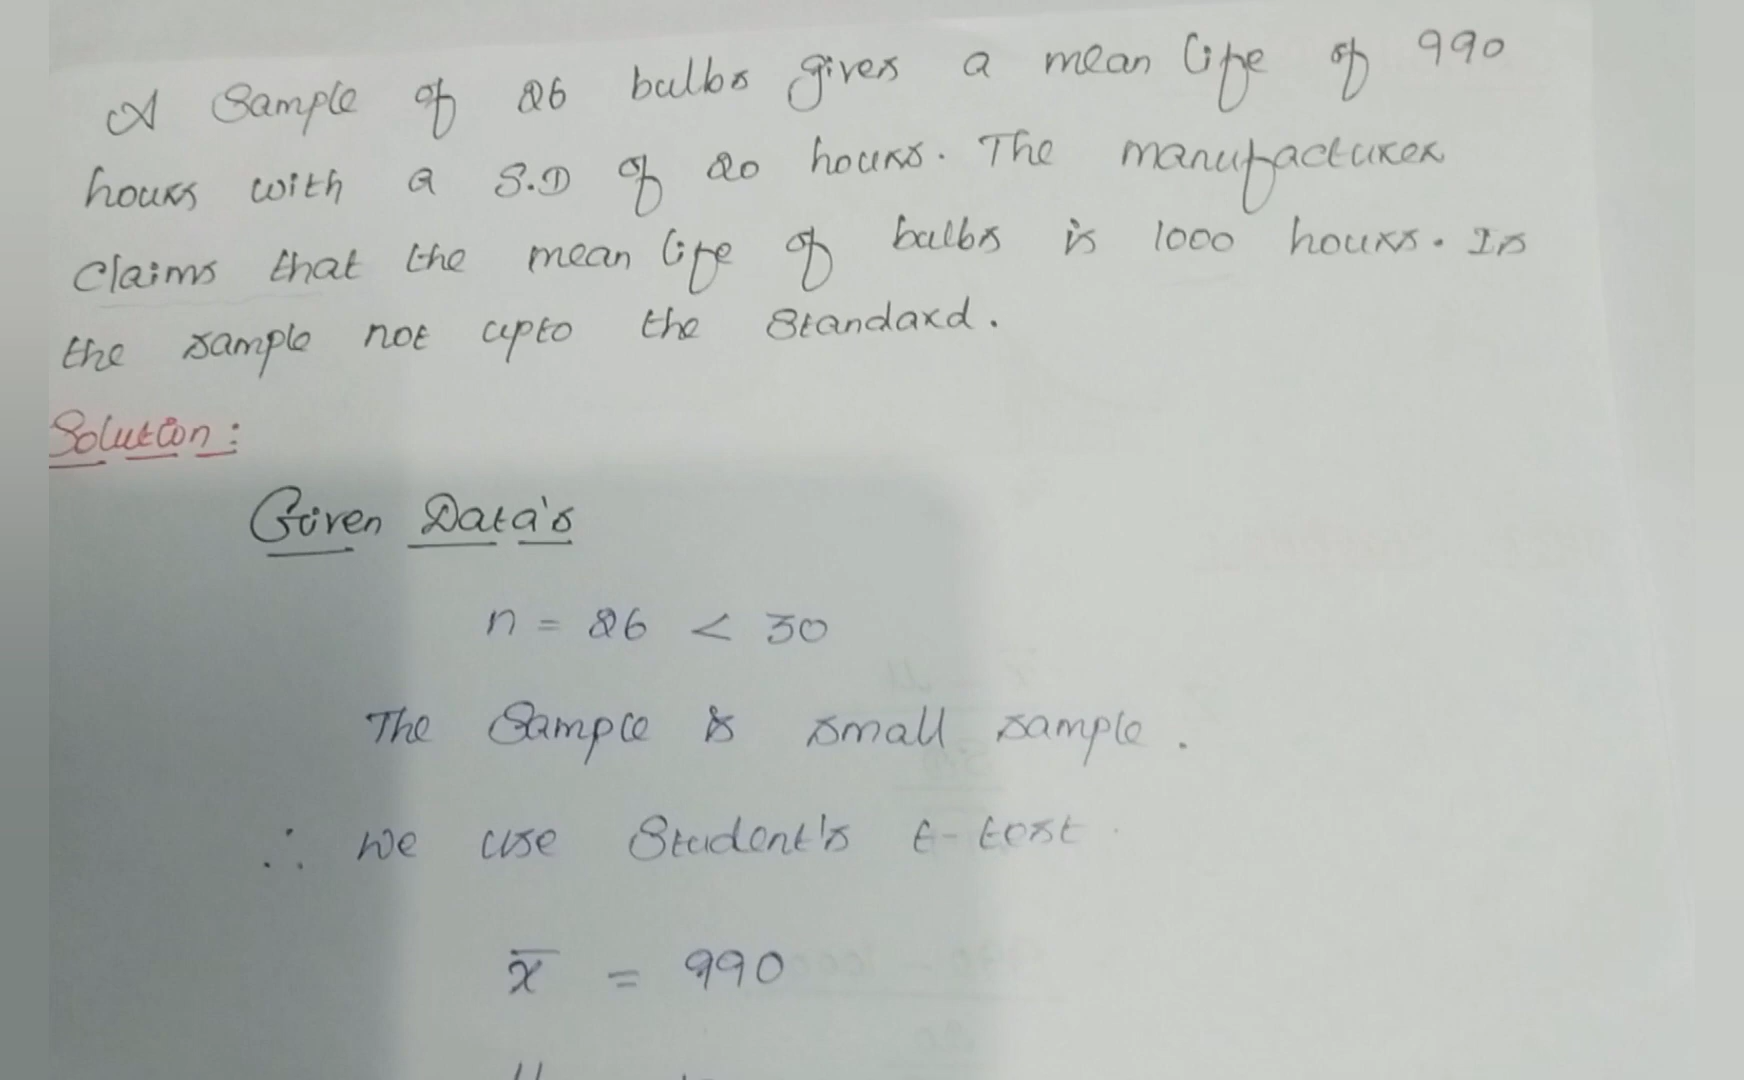 A Sample of 26 bulbs gives a mean life of 990
hours with a S.D of 20 hours. The manufacturer
claims that the mean life of bulbs is 1000 hours. Is
the sample not upto the Standard.
Solution:
Given Data's
n = 26 < 30
The Sample is small sample.
∴ We use Student's t-test
x̄ = 990